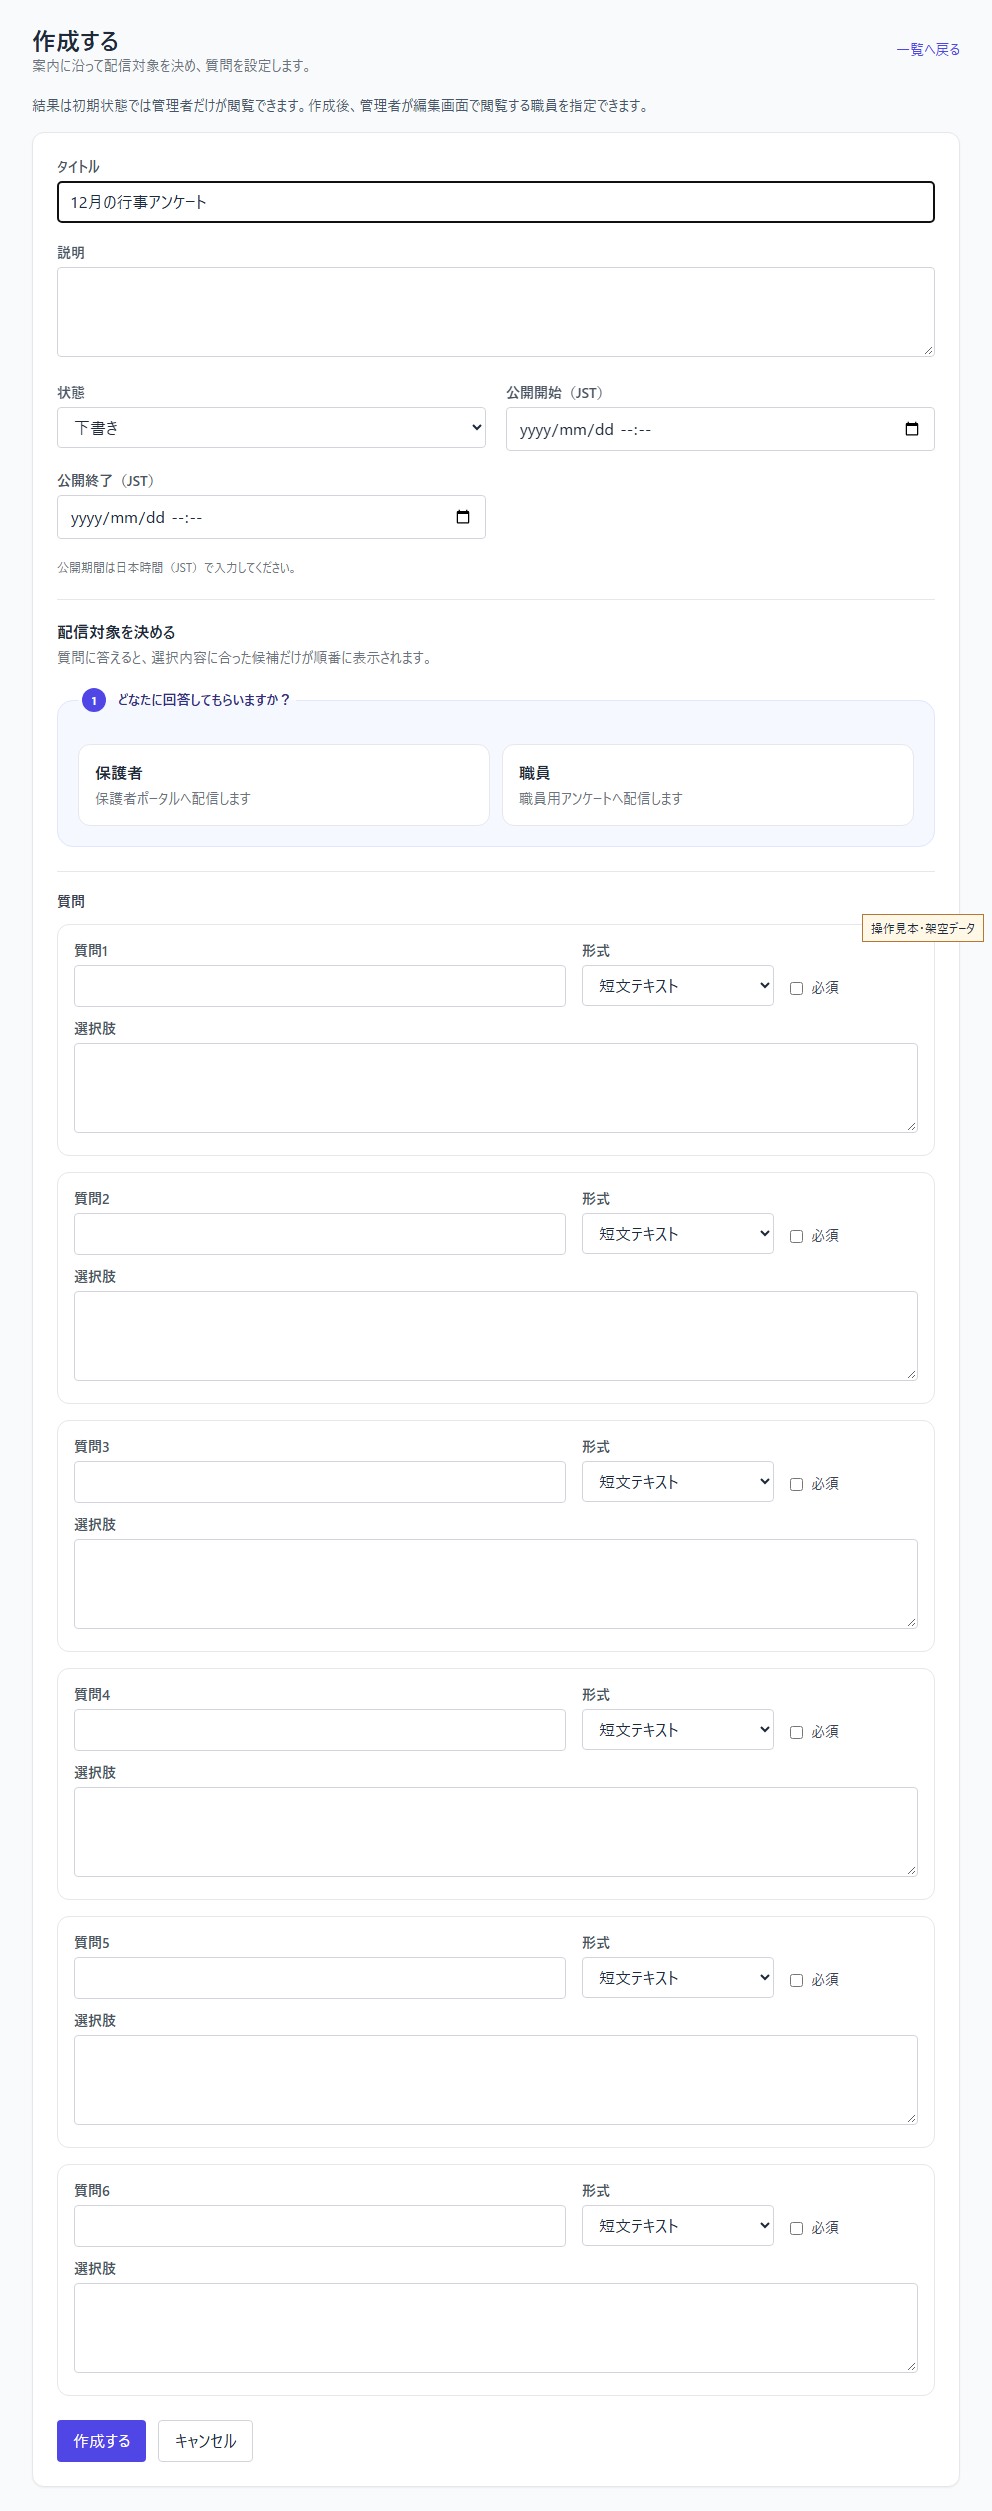 作成する
一覧へ戻る
案内に沿って配信対象を決め、質問を設定します。
結果は初期状態では管理者だけが閲覧できます。作成後、管理者が編集画面で閲覧する職員を指定できます。
タイトル
12月の行事アンケート
説明
状態
公開開始（JST）
下書き
yyyy/mm/dd --:--
公開終了（JST）
yyyy/mm/dd --:--
公開期間は日本時間（JST）で入力してください。
配信対象を決める
質問に答えると、選択内容に合った候補だけが順番に表示されます。
1 どなたに回答してもらいますか？
保護者
保護者ポータルへ配信します
職員
職員用アンケートへ配信します
質問
操作見本・架空データ
質問1
形式
短文テキスト
必須
選択肢
質問2
形式
短文テキスト
必須
選択肢
質問3
形式
短文テキスト
必須
選択肢
質問4
形式
短文テキスト
必須
選択肢
質問5
形式
短文テキスト
必須
選択肢
質問6
形式
短文テキスト
必須
選択肢
作成する
キャンセル